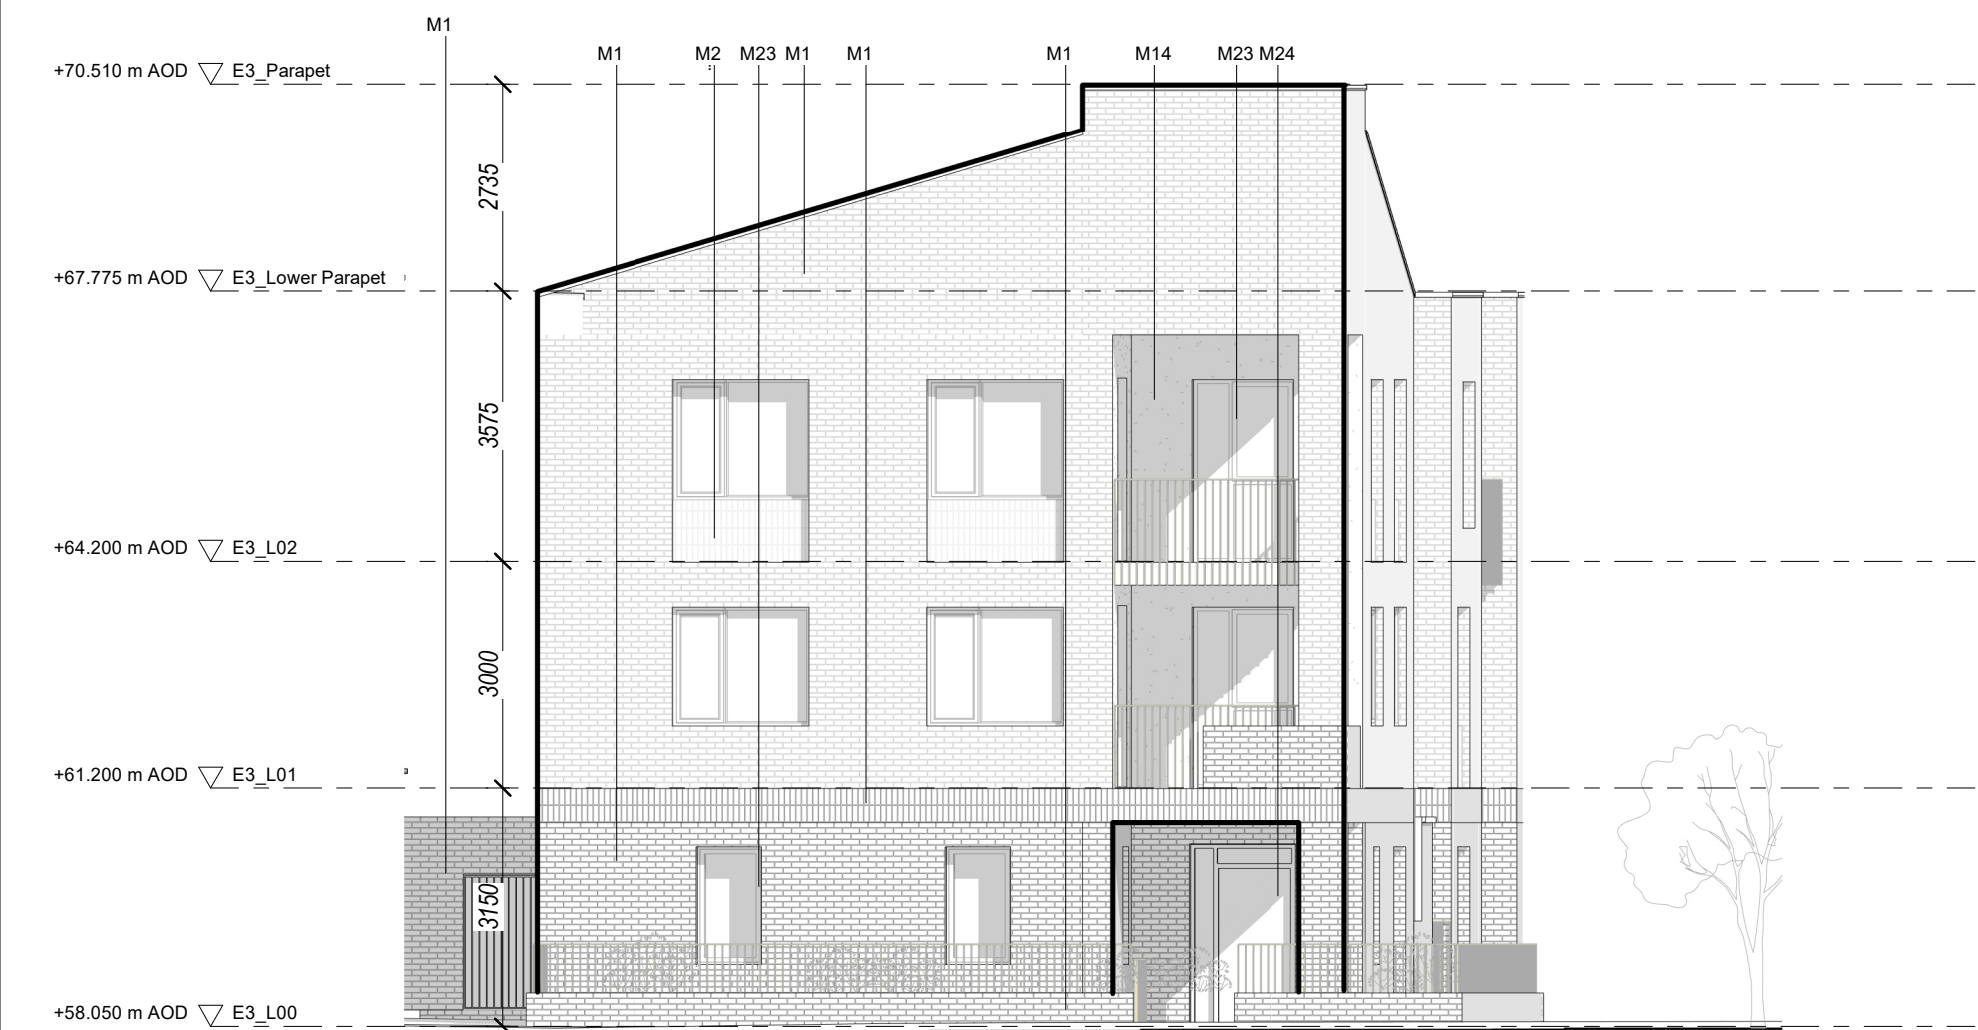 M1
M1 M2 M23 M1 M1 M1 M14 M23 M24
+70.510 m AOD E3_Parapet
2735
+67.775 m AOD E3_Lower Parapet
3575
+64.200 m AOD E3_L02
3000
+61.200 m AOD E3_L01
3150
+58.050 m AOD E3_L00